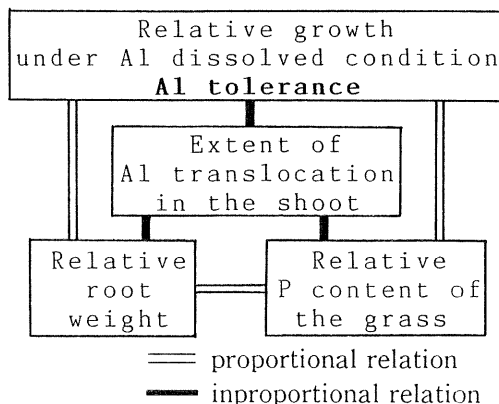 Relative growth
under Al dissolved condition
Al tolerance
Extent of
Al translocation
in the shoot
Relative
root
weight
Relative
P content of
the grass
proportional relation
inproportional relation